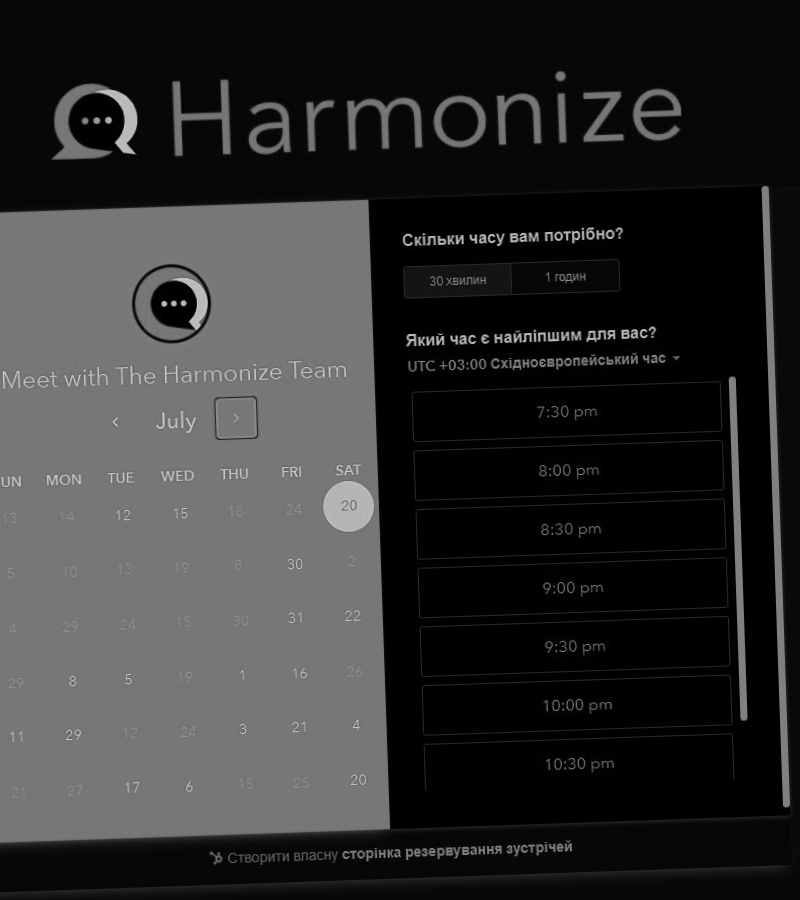 Harmonize
Meet with The Harmonize Team
July
UN MON TUE WED THU FRI SAT
13 14 12 15 18 24 20
5 10 13 19 8 30 2
4 29 24 15 30 31 22
29 8 5 19 1 16 26
11 29 12 24 3 21 4
21 27 17 6 15 25 20
Скільки часу вам потрібно?
30 хвилин 1 годин
Який час є найліпшим для вас?
UTC +03:00 Східноєвропейський час
7:30 pm
8:00 pm
8:30 pm
9:00 pm
9:30 pm
10:00 pm
10:30 pm
Створити власну сторінка резервування зустрічей